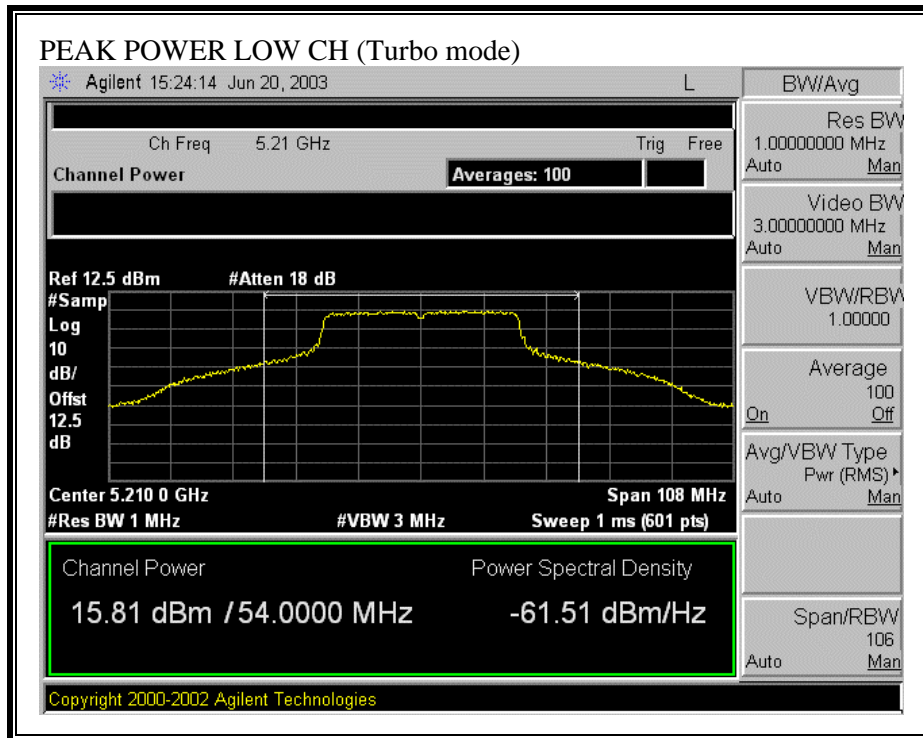 PEAK POWER LOW CH (Turbo mode)
Agilent 15:24:14 Jun 20, 2003 L
BW/Avg
Ch Freq 5.21 GHz Trig Free
Channel Power Averages: 100
Res BW
1.00000000 MHz
Auto Man
Video BW
3.00000000 MHz
Auto Man
VBW/RBW
1.00000
Average
100
On Off
Avg/VBW Type
Pwr (RMS)
Auto Man
Span/RBW
106
Auto Man
Ref 12.5 dBm #Atten 18 dB
#Samp
Log
10
dB/
Offst
12.5
dB
Center 5.210 0 GHz Span 108 MHz
#Res BW 1 MHz #VBW 3 MHz Sweep 1 ms (601 pts)
Channel Power Power Spectral Density
15.81 dBm / 54.0000 MHz -61.51 dBm/Hz
Copyright 2000-2002 Agilent Technologies